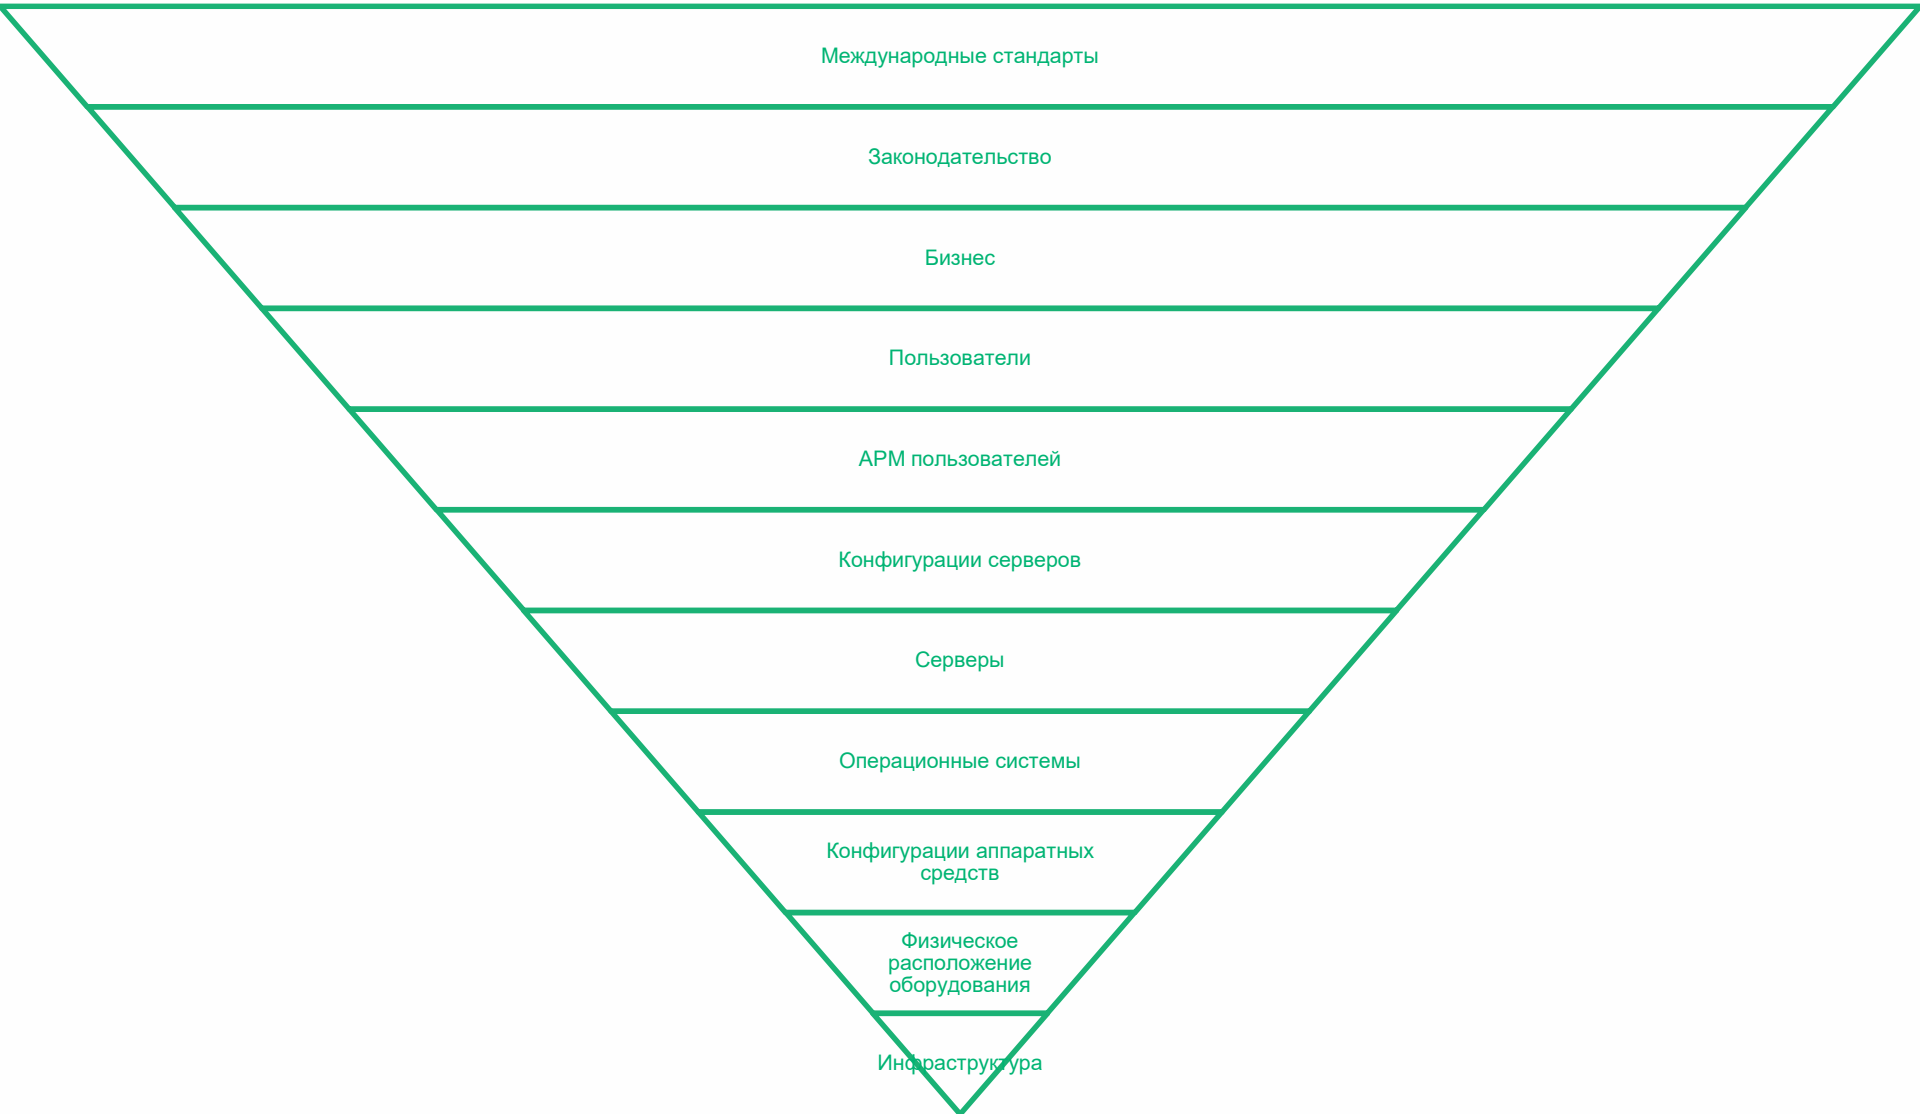 Международные стандарты
Законодательство
Бизнес
Пользователи
АРМ пользователей
Конфигурации серверов
Серверы
Операционные системы
Конфигурации аппаратных
средств
Физическое
расположение
оборудования
Инфраструктура